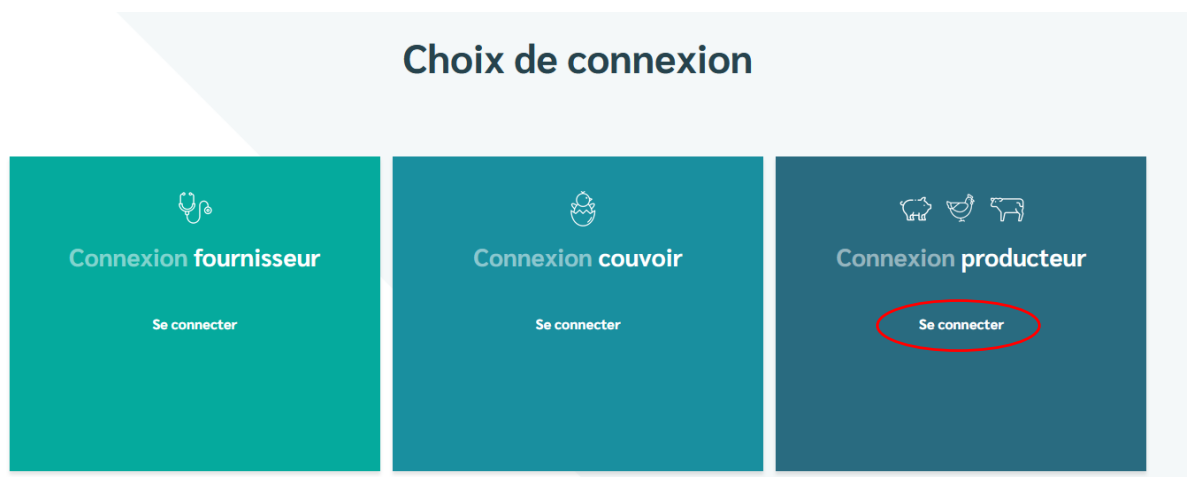 Choix de connexion
Connexion fournisseur
Se connecter
Connexion couvoir
Se connecter
Connexion producteur
Se connecter